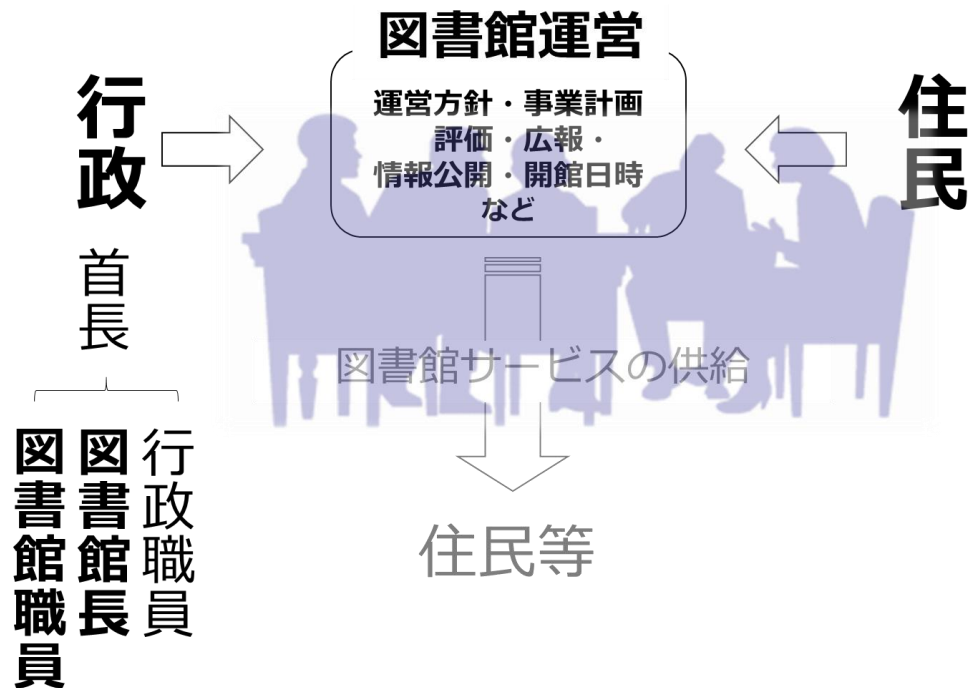 図書館運営
運営方針・事業計画
評価・広報・
情報公開・開館日時
など
行政
住民
首長
図書館サービスの供給
行政職員
図書館長
図書館職員
住民等